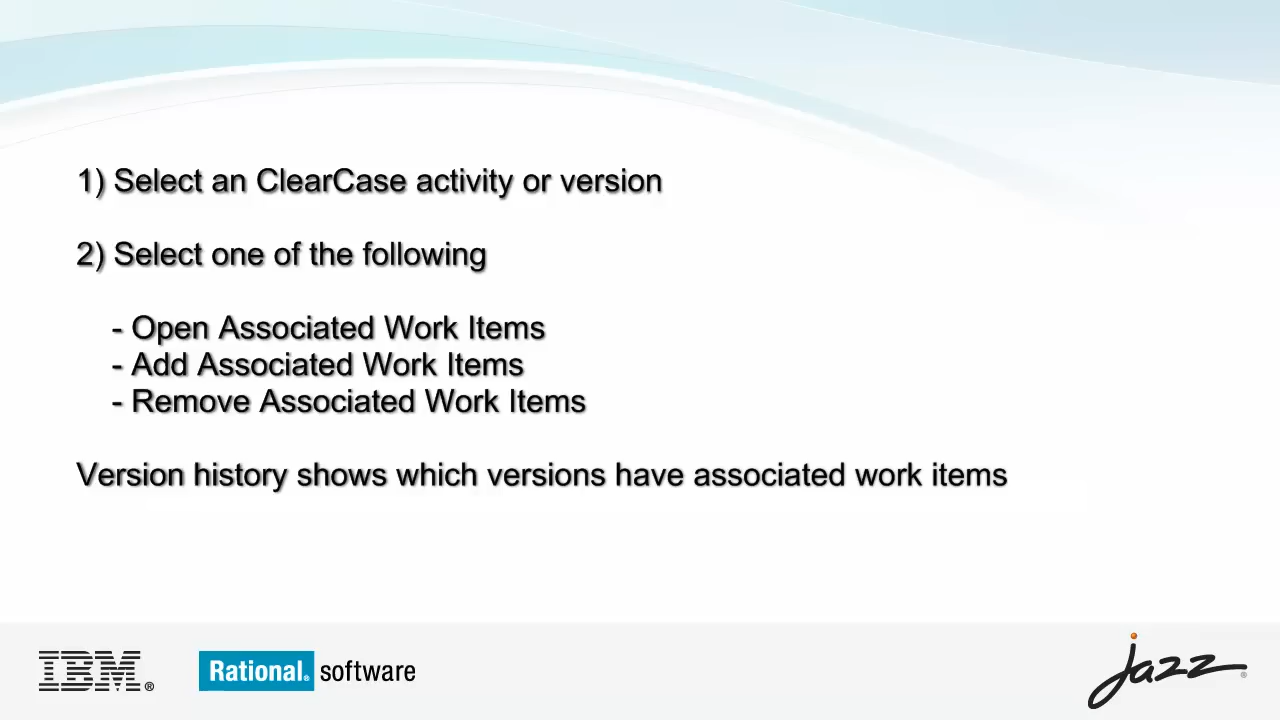 1) Select an ClearCase activity or version
2) Select one of the following
- Open Associated Work Items
- Add Associated Work Items
- Remove Associated Work Items
Version history shows which versions have associated work items
IBM® Rational® software jazz®